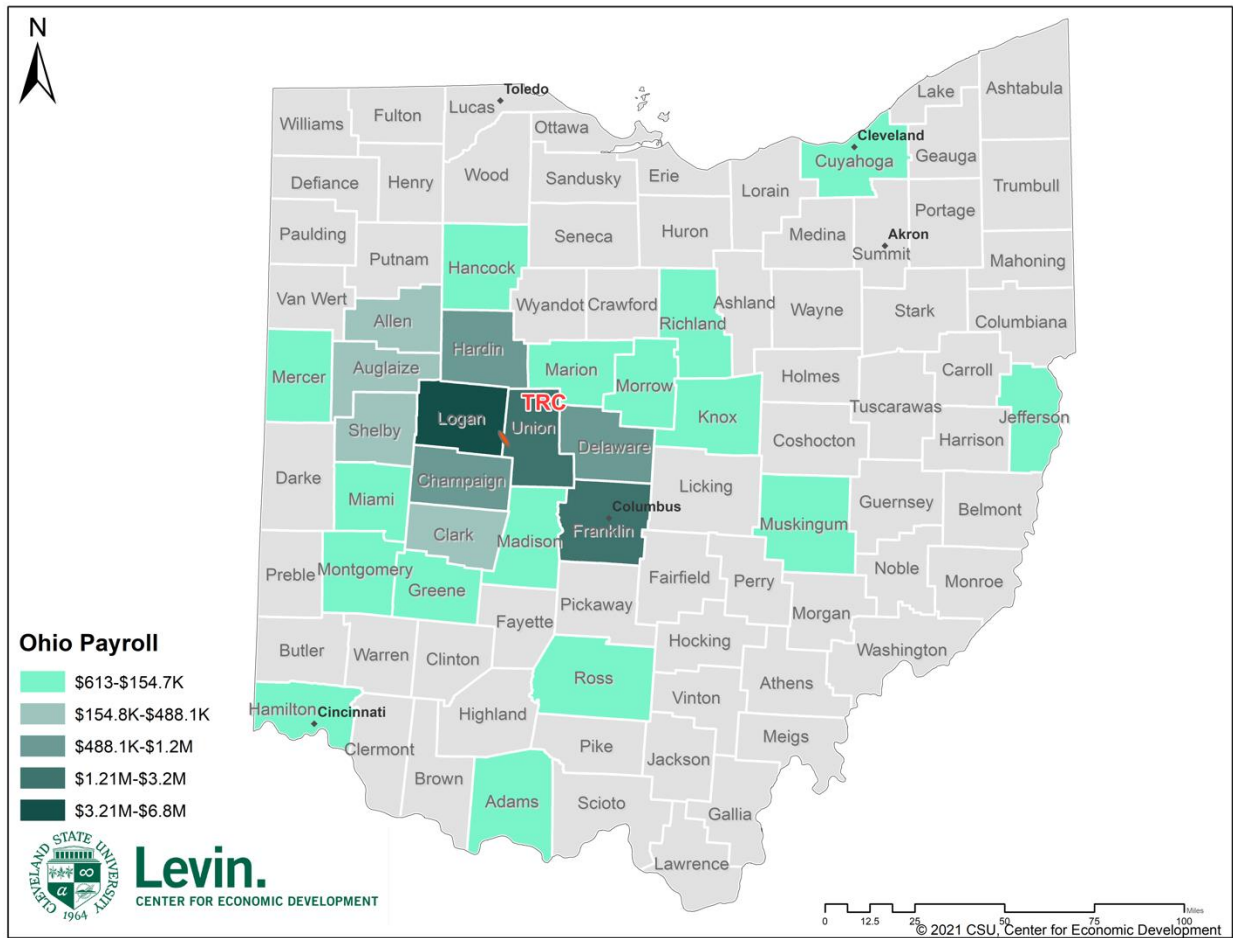 N
Toledo
Lake
Ashtabula
Lucas
Fulton
Williams
Ottawa
Cleveland
Cuyahoga
Geauga
Wood
Erie
Sandusky
Henry
Defiance
Lorain
Trumbull
Portage
Huron
Medina
Akron
Summit
Seneca
Paulding
Putnam
Mahoning
Hancock
Van Wert
Wyandot
Crawford
Ashland
Wayne
Stark
Columbiana
Allen
Richland
Hardin
Auglaize
Marion
Carroll
Mercer
Morrow
Holmes
TRC
Tuscarawas
Logan
Union
Knox
Jefferson
Shelby
Delaware
Coshocton
Harrison
Darke
Champaign
Licking
Miami
Guernsey
Belmont
Columbus
Franklin
Muskingum
Clark
Madison
Preble
Montgomery
Greene
Fairfield
Perry
Noble
Monroe
Pickaway
Morgan
Fayette
Hocking
Washington
Butler
Warren
Clinton
Ross
Athens
Vinton
Hamilton
Cincinnati
Highland
Meigs
Clermont
Pike
Jackson
Brown
Adams
Scioto
Gallia
Lawrence
Ohio Payroll
$613-$154.7K
$154.8K-$488.1K
$488.1K-$1.2M
$1.21M-$3.2M
$3.21M-$6.8M
CLEVELAND STATE UNIVERSITY
1964
Levin.
CENTER FOR ECONOMIC DEVELOPMENT
Miles
0 12.5 25 50 75 100
© 2021 CSU, Center for Economic Development